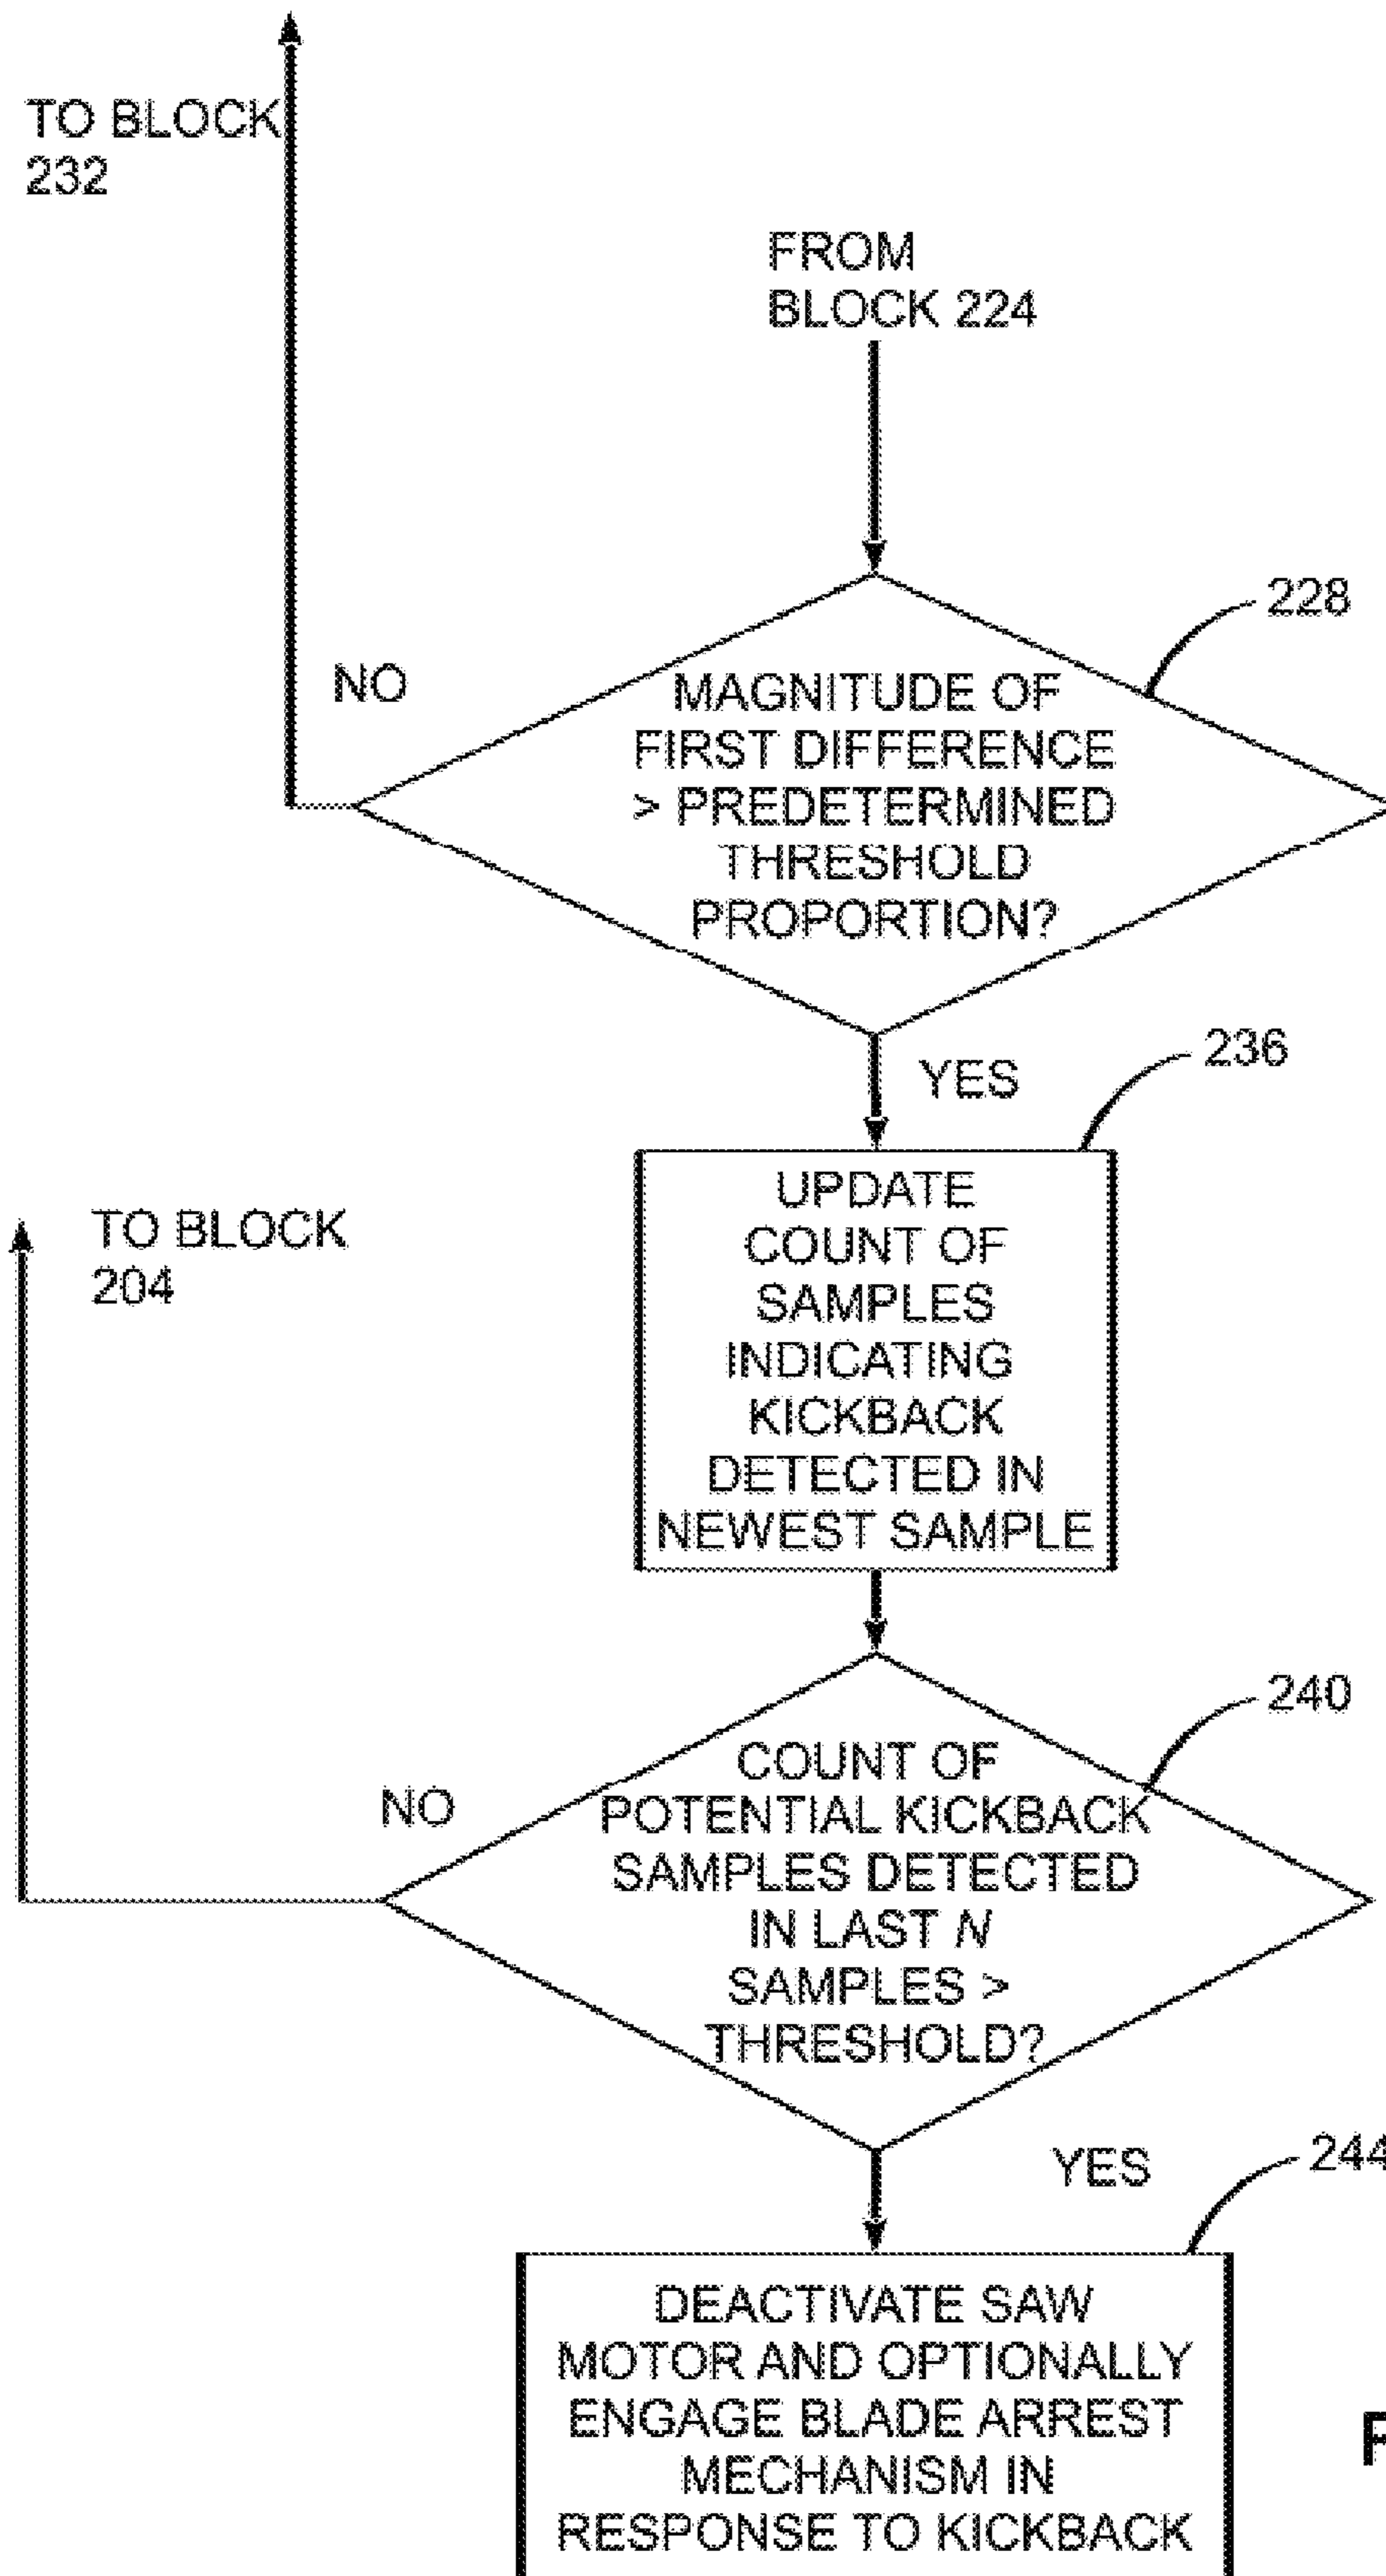 TO BLOCK
232
FROM
BLOCK 224
228
NO
MAGNITUDE OF
FIRST DIFFERENCE
> PREDETERMINED
THRESHOLD
PROPORTION?
YES
236
UPDATE
COUNT OF
SAMPLES
INDICATING
KICKBACK
DETECTED IN
NEWEST SAMPLE
TO BLOCK
204
240
NO
COUNT OF
POTENTIAL KICKBACK
SAMPLES DETECTED
IN LAST N
SAMPLES >
THRESHOLD?
YES
244
DEACTIVATE SAW
MOTOR AND OPTIONALLY
ENGAGE BLADE ARREST
MECHANISM IN
RESPONSE TO KICKBACK